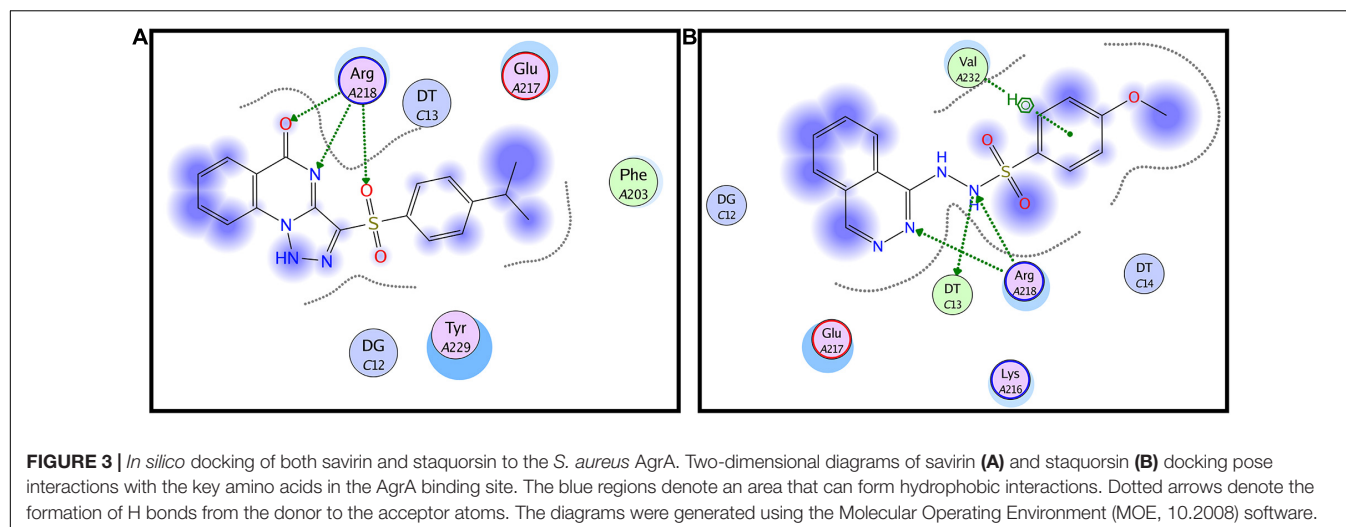 A
Arg
A218
DT
C13
Glu
A217
Phe
A203
O
N
O
S
O
N
HN
N
DG
C12
Tyr
A229
B
Val
A232
H
O
O
S
O
H
N
N
H
N
N
DG
C12
DT
C13
Arg
A218
DT
C14
Glu
A217
Lys
A216
FIGURE 3 | In silico docking of both savirin and staquorsin to the S. aureus AgrA. Two-dimensional diagrams of savirin (A) and staquorsin (B) docking pose
interactions with the key amino acids in the AgrA binding site. The blue regions denote an area that can form hydrophobic interactions. Dotted arrows denote the
formation of H bonds from the donor to the acceptor atoms. The diagrams were generated using the Molecular Operating Environment (MOE, 10.2008) software.